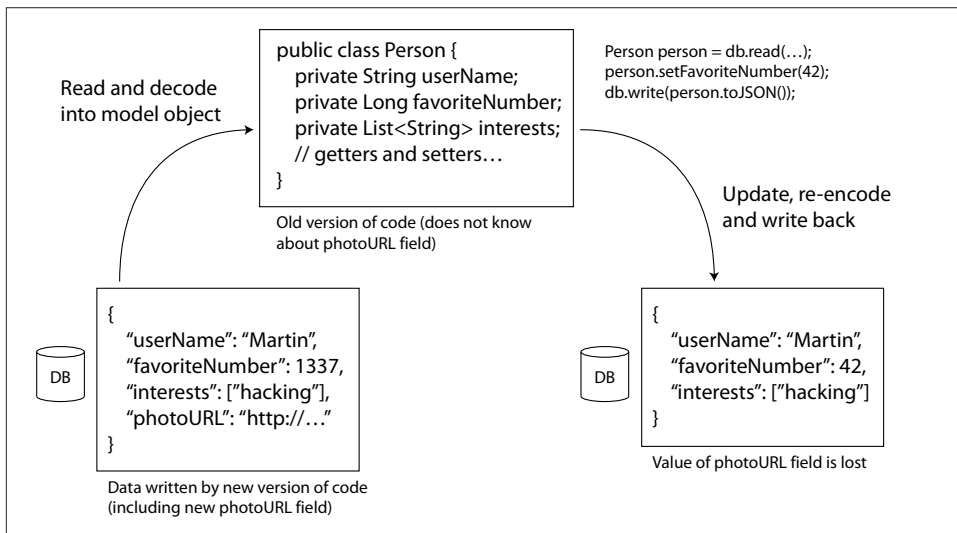 public class Person {
private String userName;
private Long favoriteNumber;
private List<String> interests;
// getters and setters…
}
Person person = db.read(…);
person.setFavoriteNumber(42);
db.write(person.toJSON());
Read and decode
into model object
Old version of code (does not know
about photoURL field)
Update, re-encode
and write back
DB
{
“userName”: “Martin”,
“favoriteNumber”: 1337,
“interests”: [”hacking”],
“photoURL”: “http://…”
}
Data written by new version of code
(including new photoURL field)
DB
{
“userName”: “Martin”,
“favoriteNumber”: 42,
“interests”: [”hacking”]
}
Value of photoURL field is lost